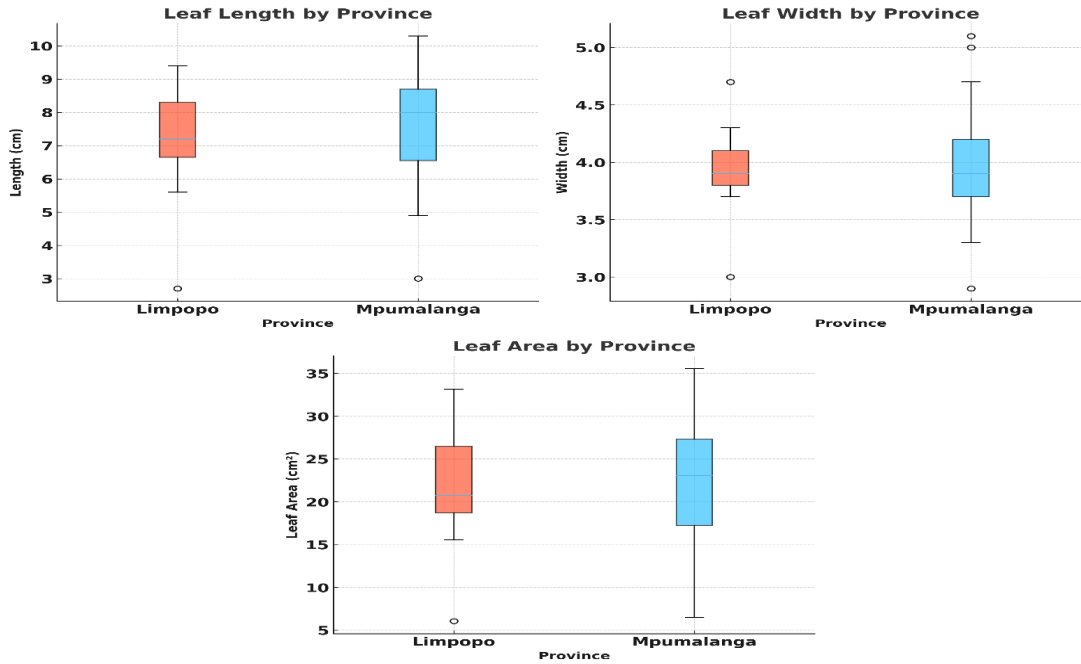 Leaf Length by Province
Length (cm)
10
9
8
7
6
5
4
3
Limpopo Mpumalanga
Province
Leaf Width by Province
Width (cm)
5.0
4.5
4.0
3.5
3.0
Limpopo Mpumalanga
Province
Leaf Area by Province
Leaf Area (cm²)
35
30
25
20
15
10
5
Limpopo Mpumalanga
Province